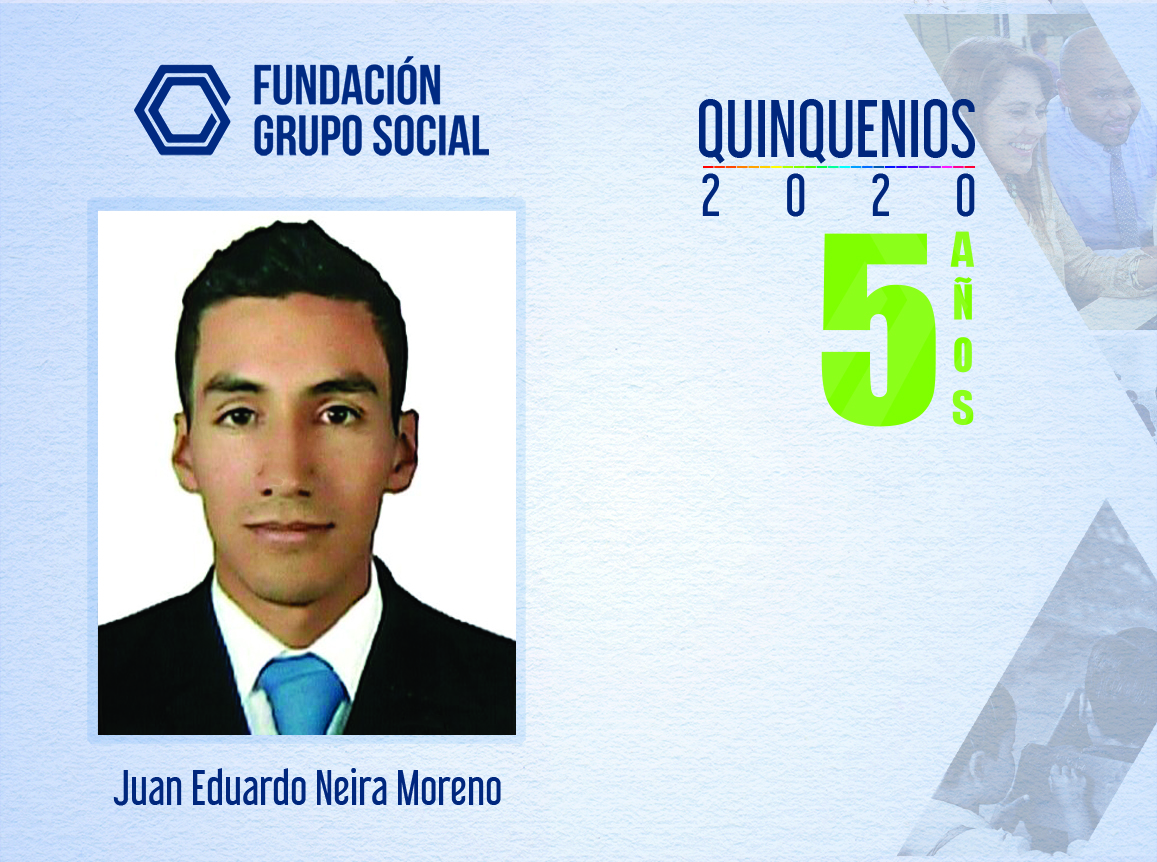 FUNDACIÓN
GRUPO SOCIAL
QUINQUENIOS
2020
5 AÑOS
Juan Eduardo Neira Moreno